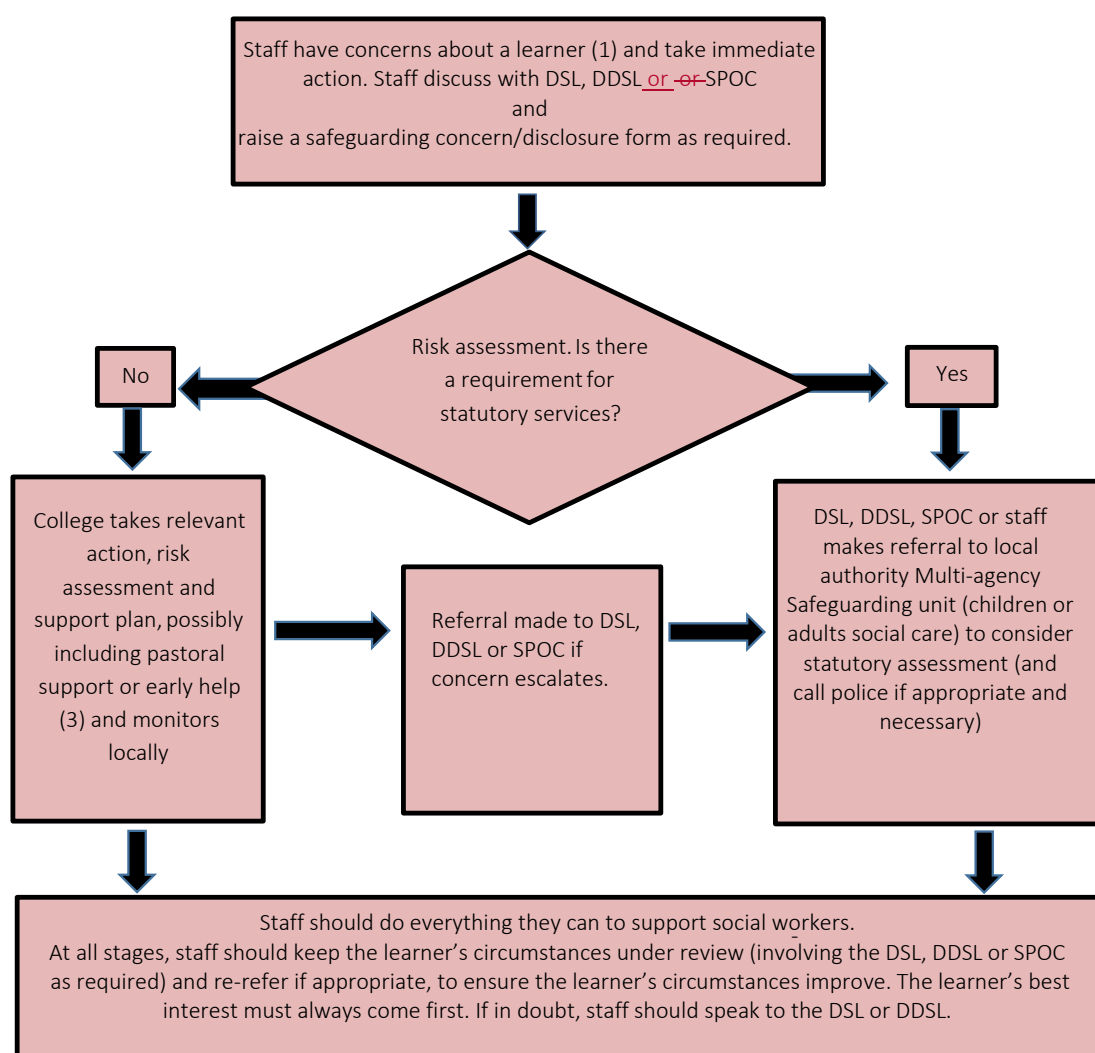 Staff have concerns about a learner (1) and take immediate
action. Staff discuss with DSL, DDSL or or SPOC
and
raise a safeguarding concern/disclosure form as required.
Risk assessment. Is there
a requirement for
statutory services?
No
Yes
College takes relevant
action, risk
assessment and
support plan, possibly
including pastoral
support or early help
(3) and monitors
locally
Referral made to DSL,
DDSL or SPOC if
concern escalates.
DSL, DDSL, SPOC or staff
makes referral to local
authority Multi-agency
Safeguarding unit (children or
adults social care) to consider
statutory assessment (and
call police if appropriate and
necessary)
Staff should do everything they can to support social workers.
At all stages, staff should keep the learner’s circumstances under review (involving the DSL, DDSL or SPOC
as required) and re-refer if appropriate, to ensure the learner’s circumstances improve. The learner’s best
interest must always come first. If in doubt, staff should speak to the DSL or DDSL.